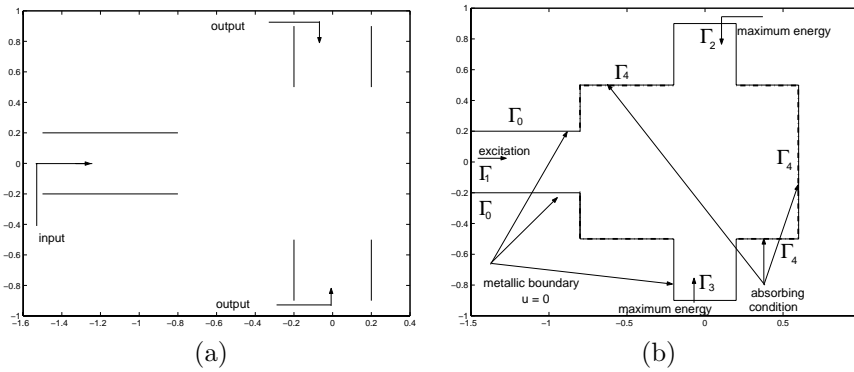 1
0.8
0.6
0.4
0.2
0
−0.2
−0.4
−0.6
−0.8
−1
−1.6
−1.4
−1.2
−1
−0.8
−0.6
−0.4
−0.2
0
0.2
0.4
output
input
output
(a)
1
0.8
0.6
0.4
0.2
0
−0.2
−0.4
−0.6
−0.8
−1
−1.5
−1
−0.5
0
0.5
Γ2
maximum energy
Γ4
Γ0
excitation
Γ1
Γ4
Γ0
Γ4
metallic boundary
u = 0
Γ3
maximum energy
absorbing
condition
(b)